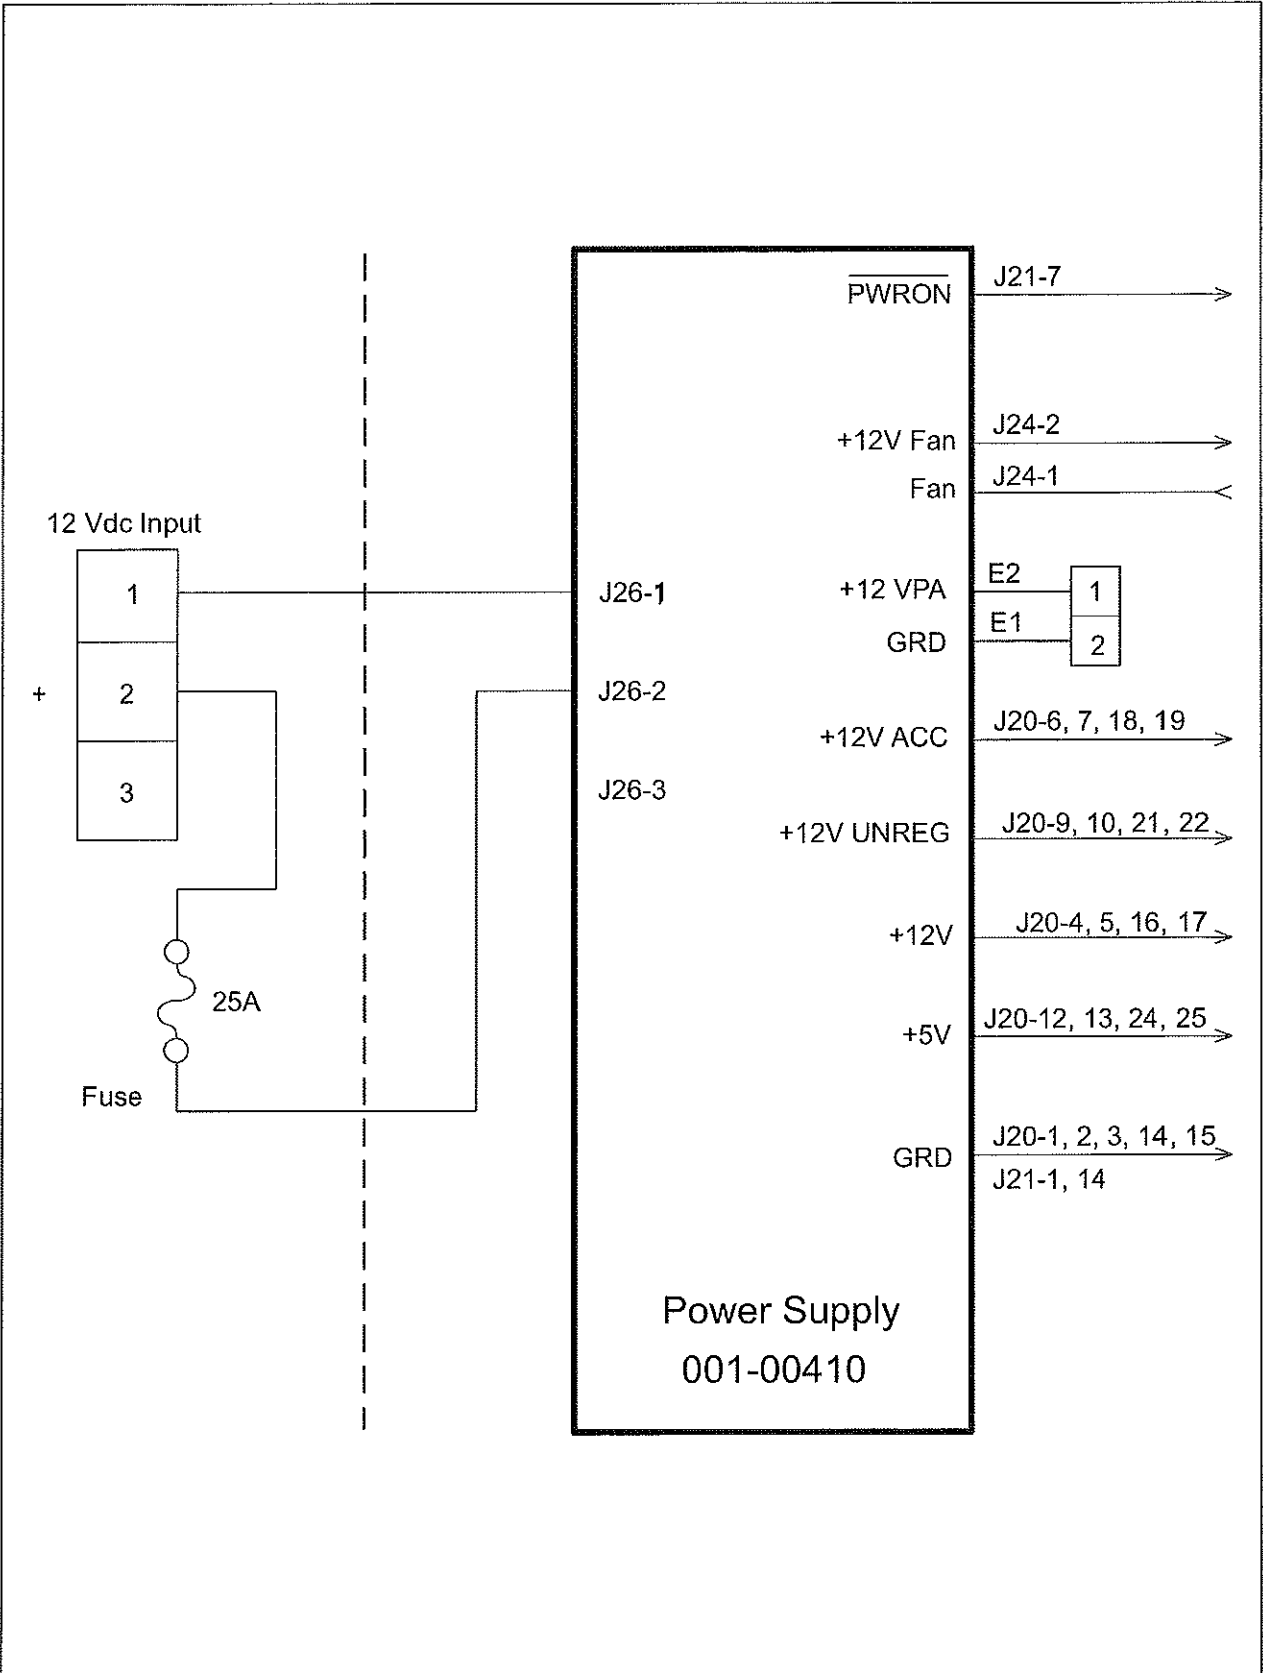 PWRON
J21-7
+12V Fan
J24-2
Fan
J24-1
12 Vdc Input
1
J26-1
+12 VPA
E2
1
GRD
E1
2
+
2
J26-2
+12V ACC
J20-6, 7, 18, 19
3
J26-3
+12V UNREG
J20-9, 10, 21, 22
+12V
J20-4, 5, 16, 17
25A
+5V
J20-12, 13, 24, 25
Fuse
GRD
J20-1, 2, 3, 14, 15
J21-1, 14
Power Supply
001-00410